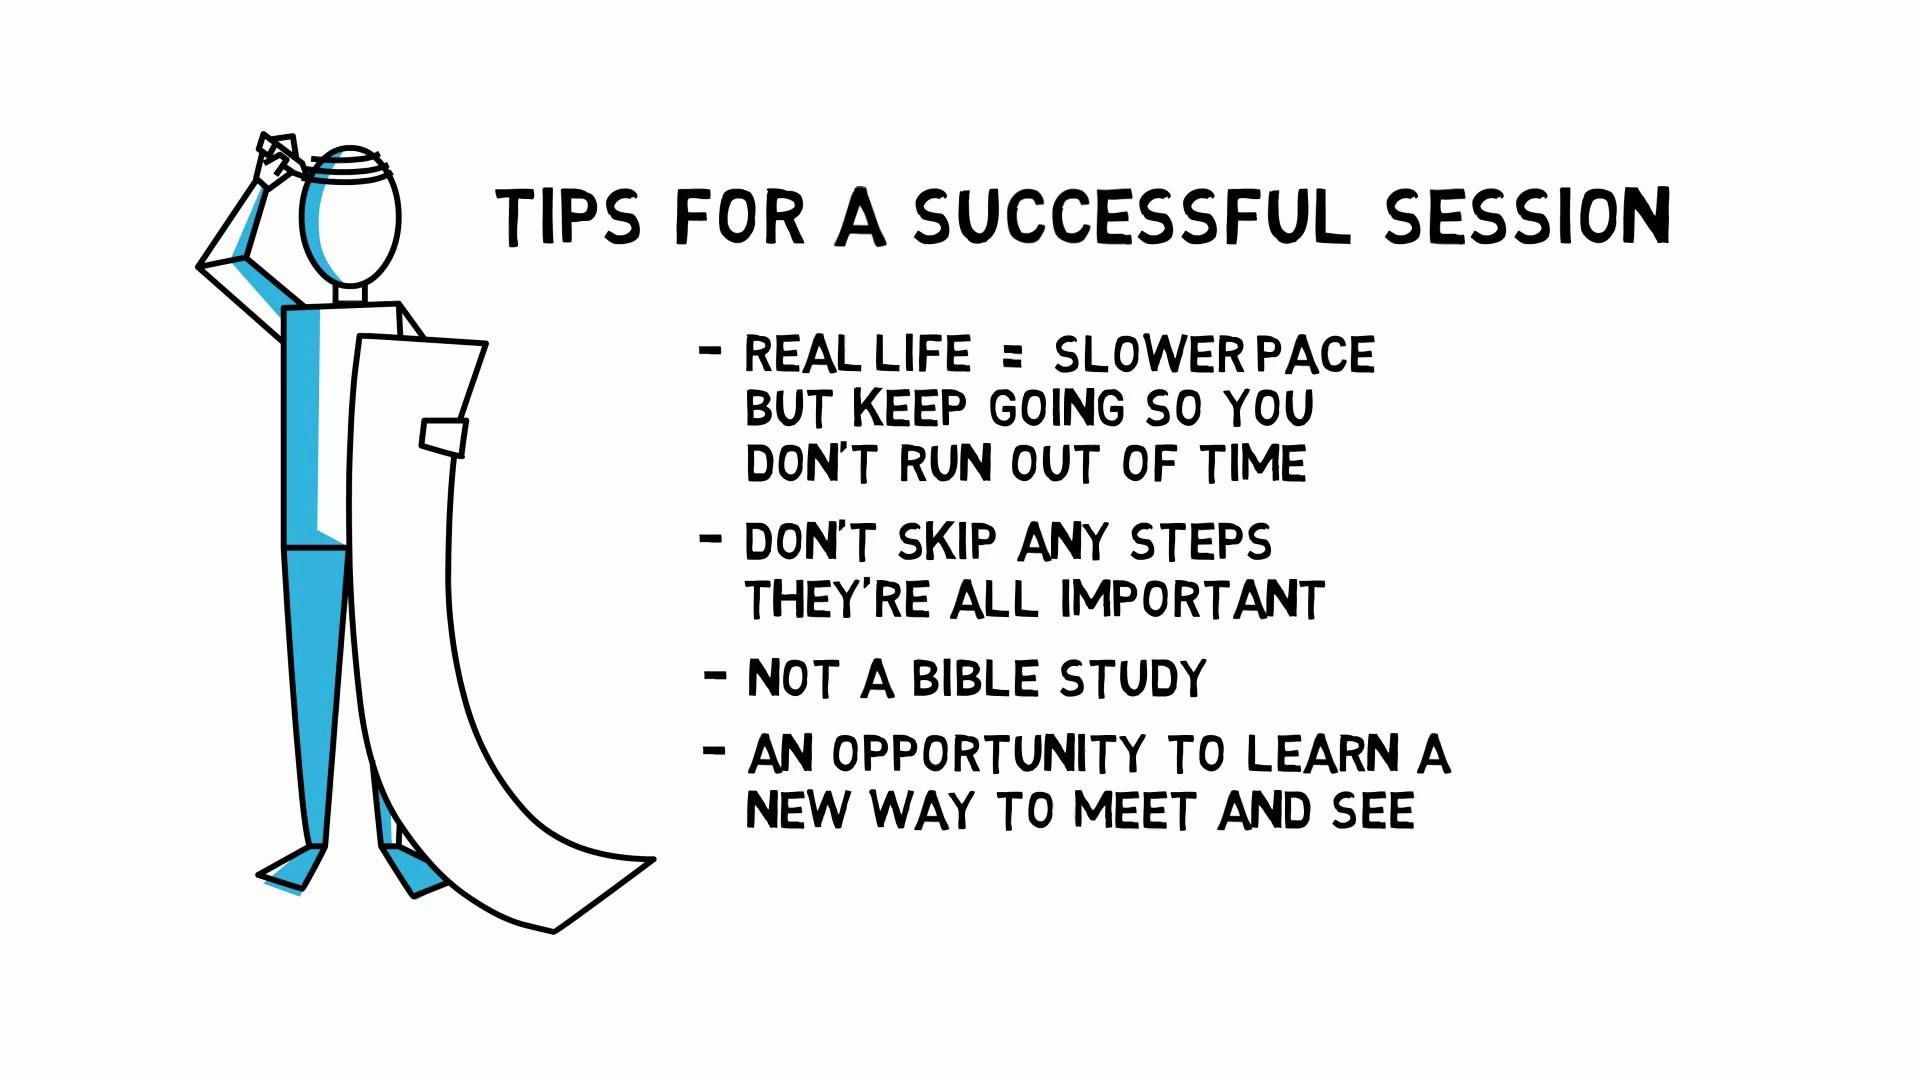 TIPS FOR A SUCCESSFUL SESSION
- REAL LIFE = SLOWER PACE
BUT KEEP GOING SO YOU
DON'T RUN OUT OF TIME
- DON'T SKIP ANY STEPS
THEY'RE ALL IMPORTANT
- NOT A BIBLE STUDY
- AN OPPORTUNITY TO LEARN A
NEW WAY TO MEET AND SEE